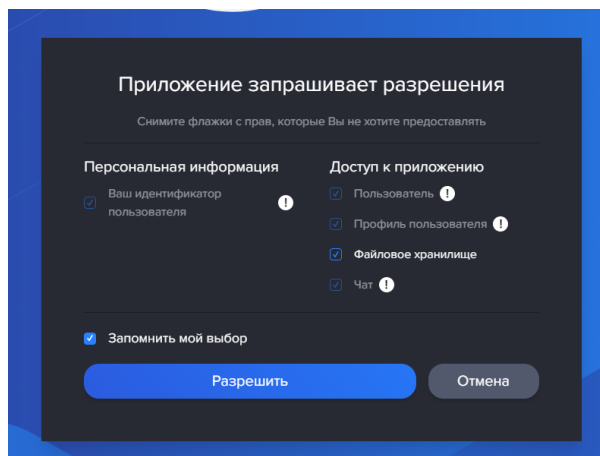 Приложение запрашивает разрешения
Снимите флажки с прав, которые Вы не хотите предоставлять
Персональная информация
Ваш идентификатор
пользователя
Доступ к приложению
Пользователь
Профиль пользователя
Файловое хранилище
Чат
Запомнить мой выбор
Разрешить
Отмена